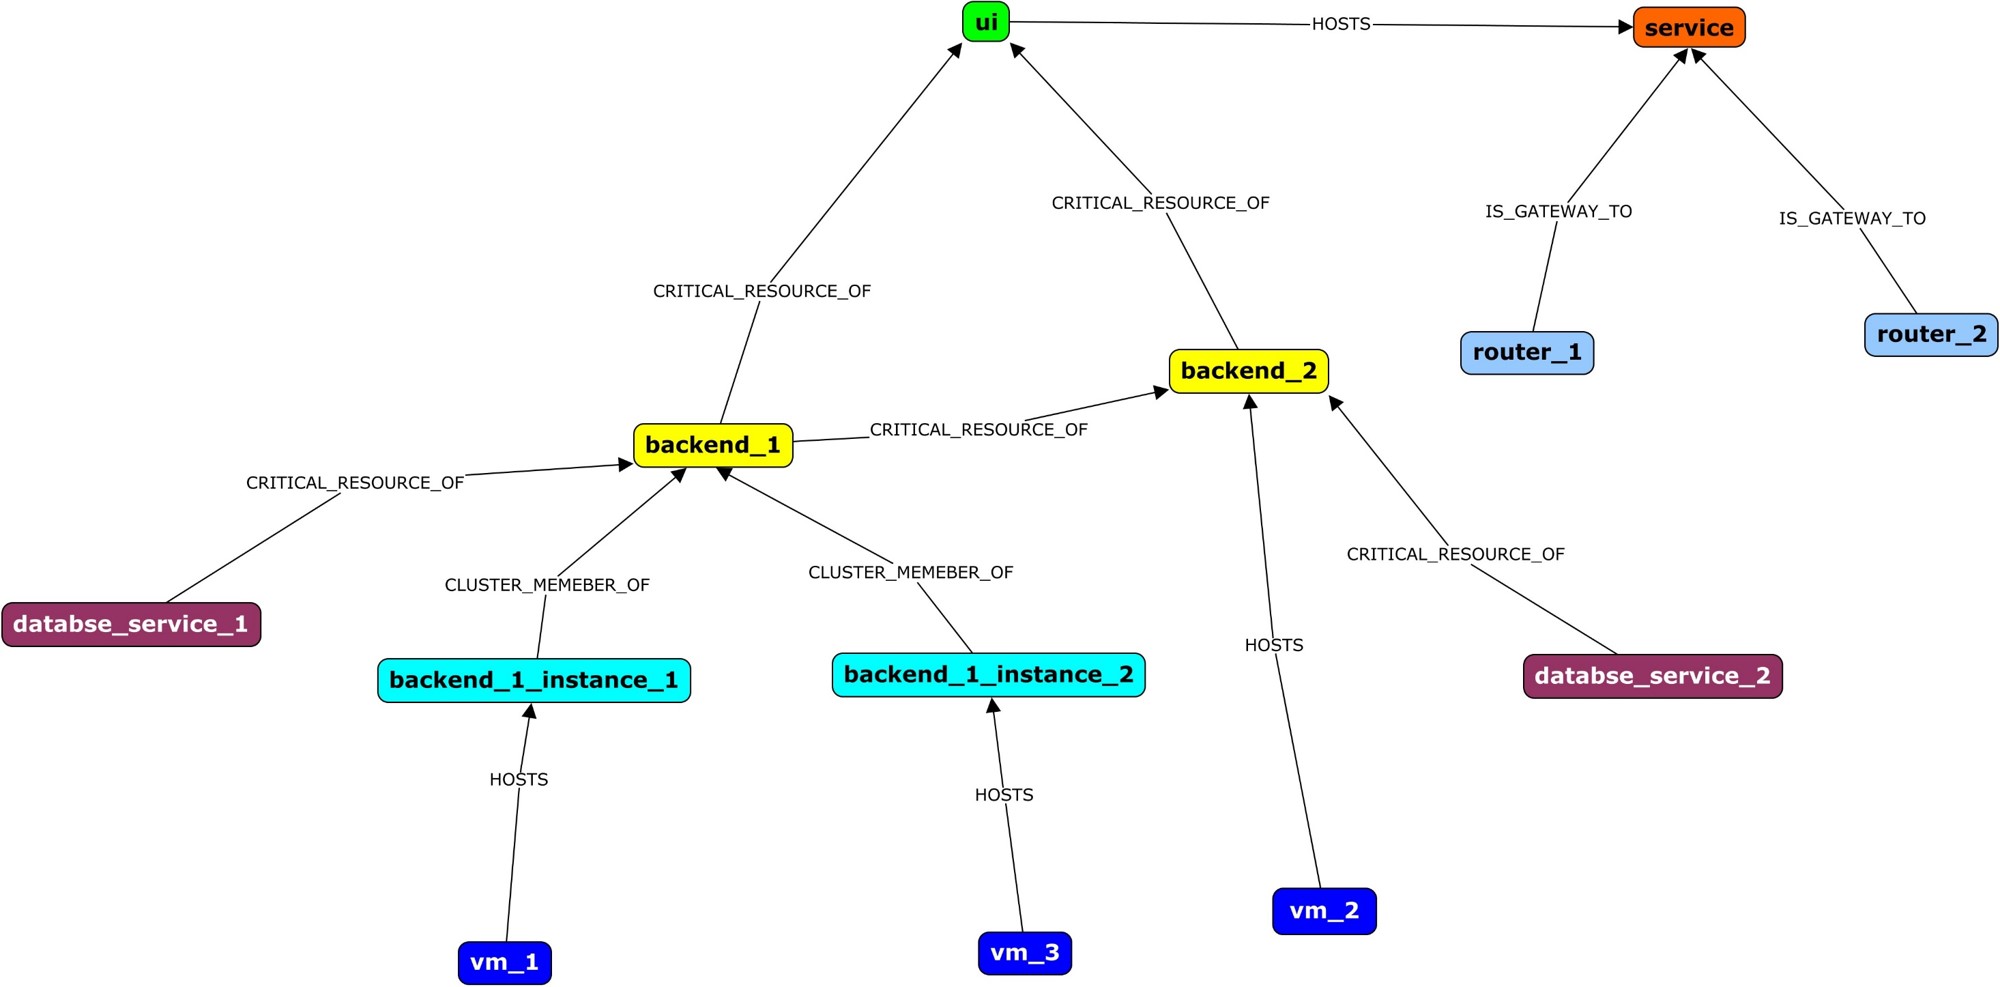 ui
HOSTS
service
CRITICAL_RESOURCE_OF
IS_GATEWAY_TO
IS_GATEWAY_TO
CRITICAL_RESOURCE_OF
router_2
router_1
backend_2
CRITICAL_RESOURCE_OF
backend_1
CRITICAL_RESOURCE_OF
CRITICAL_RESOURCE_OF
CLUSTER_MEMEBER_OF
CLUSTER_MEMEBER_OF
databse_service_1
HOSTS
backend_1_instance_1
backend_1_instance_2
databse_service_2
HOSTS
HOSTS
vm_2
vm_1
vm_3